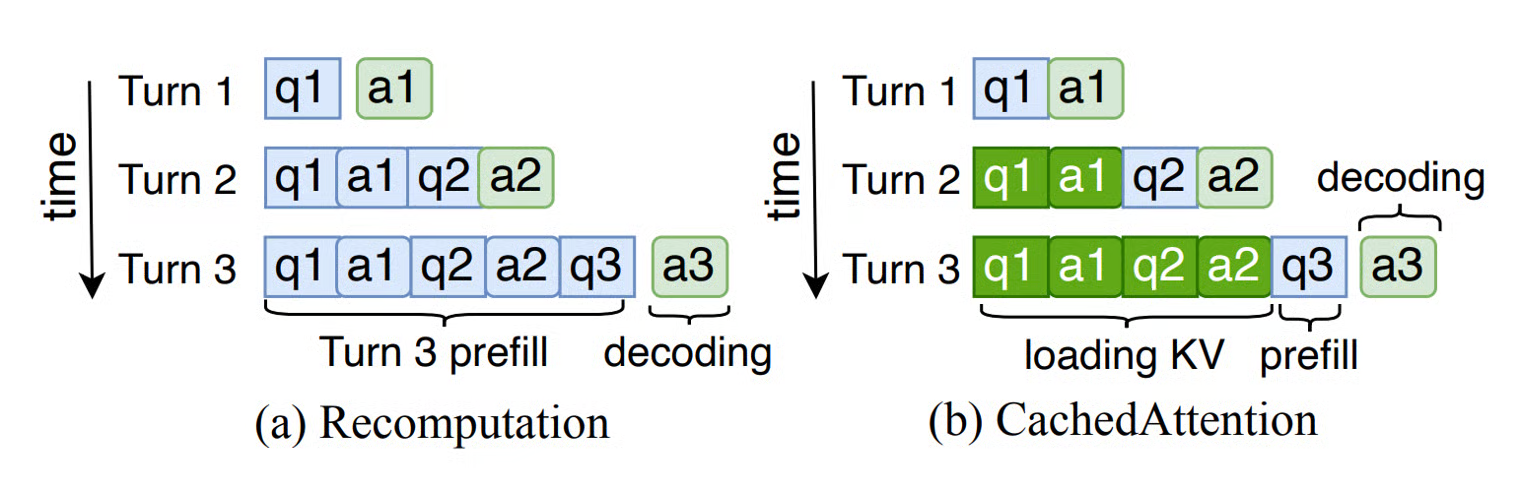 Turn 1 q1 a1
Turn 2 q1 a1 q2 a2
Turn 3 q1 a1 q2 a2 q3 a3
time
Turn 3 prefill decoding
(a) Recomputation
Turn 1 q1 a1
Turn 2 q1 a1 q2 a2
decoding
Turn 3 q1 a1 q2 a2 q3 a3
time
loading KV prefill
(b) CachedAttention